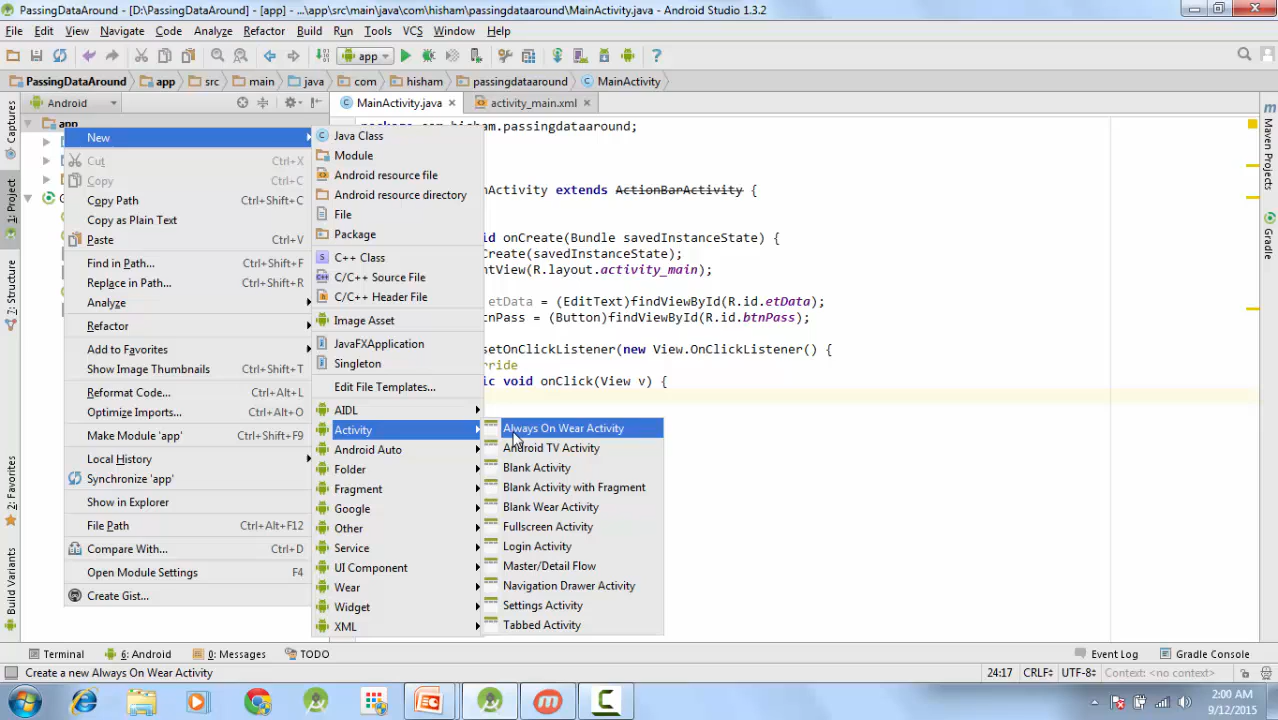 PassingDataAround - [D:\PassingDataAround] - [app] - ...\app\src\main\java\com\hisham\passingdataaround\MainActivity.java - Android Studio 1.3.2
File Edit View Navigate Code Analyze Refactor Build Run Tools VCS Window Help
app
PassingDataAround app src main java com hisham passingdataaround MainActivity
Android MainActivity.java activity_main.xml
Captures
1: Project
7: Structure
2: Favorites
Build Variants
app
New
Cut Ctrl+X
Copy Ctrl+C
Copy Path Ctrl+Shift+C
Copy as Plain Text
Paste Ctrl+V
Find in Path... Ctrl+Shift+F
Replace in Path... Ctrl+Shift+R
Analyze
Refactor
Add to Favorites
Show Image Thumbnails Ctrl+Shift+T
Reformat Code... Ctrl+Alt+L
Optimize Imports... Ctrl+Alt+O
Make Module 'app' Ctrl+Shift+F9
Local History
Synchronize 'app'
Show in Explorer
File Path Ctrl+Alt+F12
Compare With... Ctrl+D
Open Module Settings F4
Create Gist...
Java Class
Module
Android resource file
Android resource directory
File
Package
C++ Class
C/C++ Source File
C/C++ Header File
Image Asset
JavaFXApplication
Singleton
Edit File Templates...
AIDL
Activity
Android Auto
Folder
Fragment
Google
Other
Service
UI Component
Wear
Widget
XML
Always On Wear Activity
Android TV Activity
Blank Activity
Blank Activity with Fragment
Blank Wear Activity
Fullscreen Activity
Login Activity
Master/Detail Flow
Navigation Drawer Activity
Settings Activity
Tabbed Activity
com.hisham.passingdataaround;
nActivity extends ActionBarActivity {
id onCreate(Bundle savedInstanceState) {
Create(savedInstanceState);
ntView(R.layout.activity_main);
etData = (EditText)findViewById(R.id.etData);
tnPass = (Button)findViewById(R.id.btnPass);
setOnClickListener(new View.OnClickListener() {
rride
ic void onClick(View v) {
Maven Projects
Gradle
Terminal 6: Android 0: Messages TODO Event Log Gradle Console
Create a new Always On Wear Activity 24:17 CRLF UTF-8 Context: <no context>
2:00 AM
9/12/2015